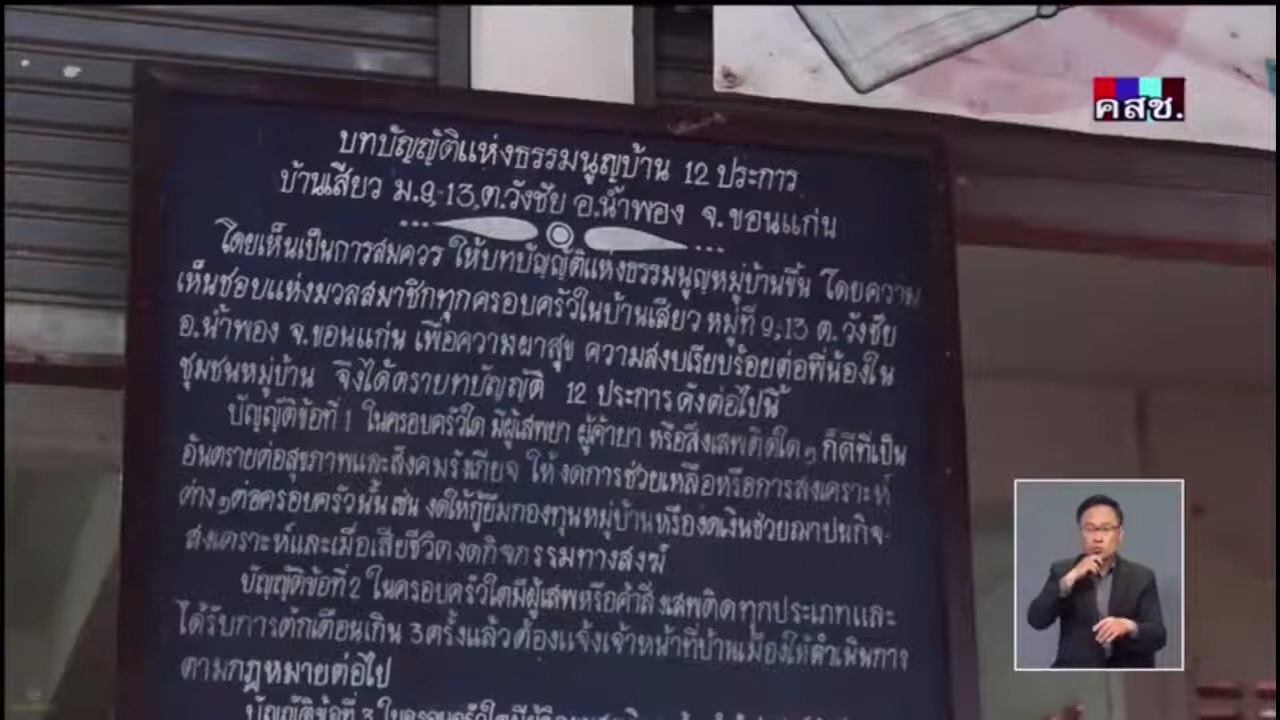 คสช.
บทบัญญัติแห่งธรรมนูญบ้าน 12 ประการ
บ้านเสียว ม.9,-13,ต.วังชัย อ.น้ำพอง จ.ขอนแก่น
โดยเห็นเป็นการสมควร ให้บทบัญญัติแห่งธรรมนูญหมู่บ้านขึ้น โดยความ
เห็นชอบแห่งมวลสมาชิกทุกครอบครัวในบ้านเสียว หมู่ที่ 9,13 ต.วังชัย
อ.น้ำพอง จ.ขอนแก่น เพื่อความผาสุข ความสงบเรียบร้อยต่อพี่น้องใน
ชุมชนหมู่บ้าน จึงได้ตราบทบัญญัติ 12 ประการดังต่อไปนี้
บัญญัติข้อที่ 1 ในครอบครัวใด มีผู้เสพยา ผู้ค้ายา หรือสิ่งเสพติดใด ๆ ก็ดีที่เป็น
อันตรายต่อสุขภาพและสังคมรังเกียจ ให้งดการช่วยเหลือหรือการสงเคราะห์
ต่าง ๆ ต่อครอบครัวนั้น เช่น งดให้กู้ยืมกองทุนหมู่บ้านหรืองดเงินช่วยฌาปนกิจ-
สงเคราะห์และเมื่อเสียชีวิตงดกิจกรรมทางสงฆ์
บัญญัติข้อที่ 2 ในครอบครัวใดมีผู้เสพหรือค้าสิ่งเสพติดทุกประเภทและ
ได้รับการตักเตือนเกิน 3 ครั้งแล้วต้องแจ้งเจ้าหน้าที่บ้านเมืองให้ดำเนินการ
ตามกฎหมายต่อไป
บัญญัติข้อที่ 3 ในครอบครัวใดมีผู้